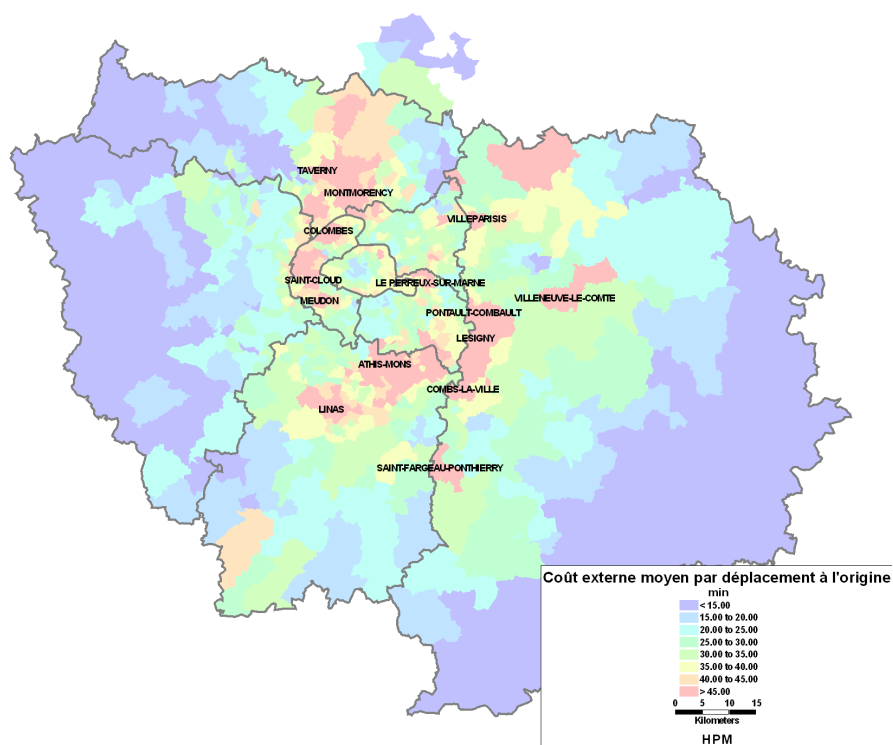 TAVERNY
MONTMORENCY
VILLEPARISIS
COLOMBES
SAINT-CLOUD
LE PERREUX-SUR-MARNE
MEUDON
VILLENEUVE-LE-COMTE
PONTAULT-COMBAULT
LESIGNY
ATHIS-MONS
COMBS-LA-VILLE
LINAS
SAINT-FARGEAU-PONTHIERRY
Coût externe moyen par déplacement à l'origine
min
< 15.00
15.00 to 20.00
20.00 to 25.00
25.00 to 30.00
30.00 to 35.00
35.00 to 40.00
40.00 to 45.00
> 45.00
0 5 10 15
Kilometers
HPM